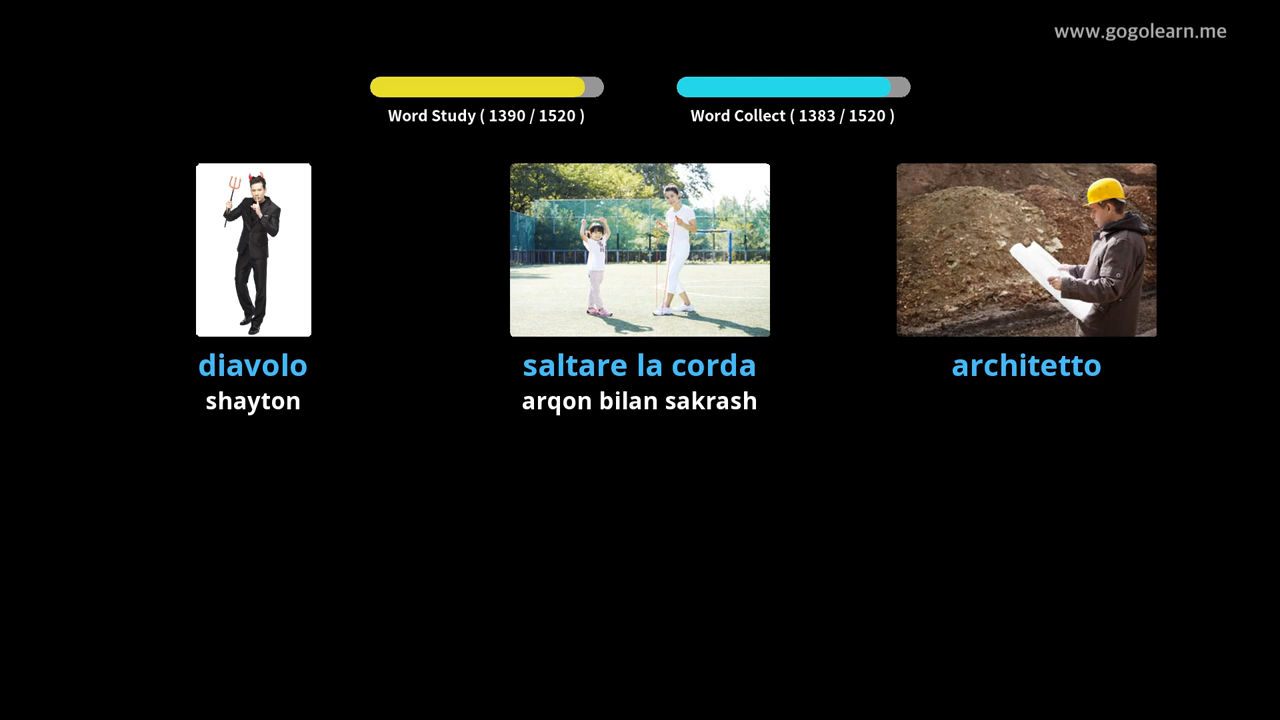 www.gogolearn.me
Word Study ( 1390 / 1520 )
Word Collect ( 1383 / 1520 )
diavolo
shayton
saltare la corda
arqon bilan sakrash
architetto